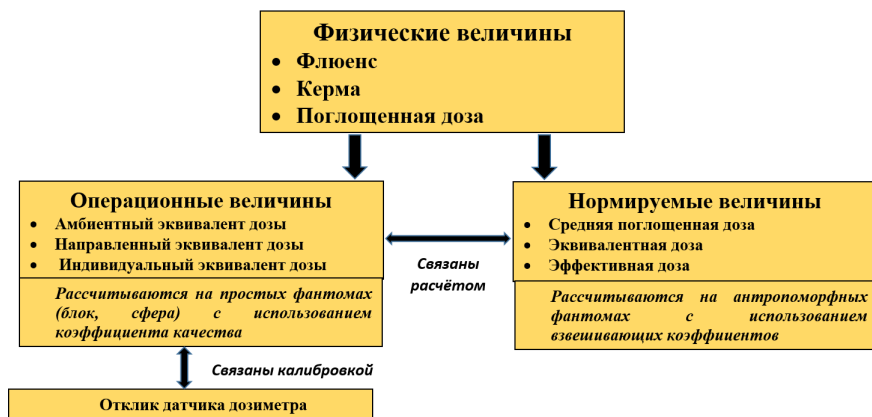 Физические величины
• Флюенс
• Керма
• Поглощенная доза
Операционные величины
• Амбиентный эквивалент дозы
• Направленный эквивалент дозы
• Индивидуальный эквивалент дозы
Рассчитываются на простых фантомах
(блок, сфера) с использованием
коэффициента качества
Связаны
расчётом
Нормируемые величины
• Средняя поглощенная доза
• Эквивалентная доза
• Эффективная доза
Рассчитываются на антропоморфных
фантомах с использованием
взвешивающих коэффициентов
Связаны калибровкой
Отклик датчика дозиметра